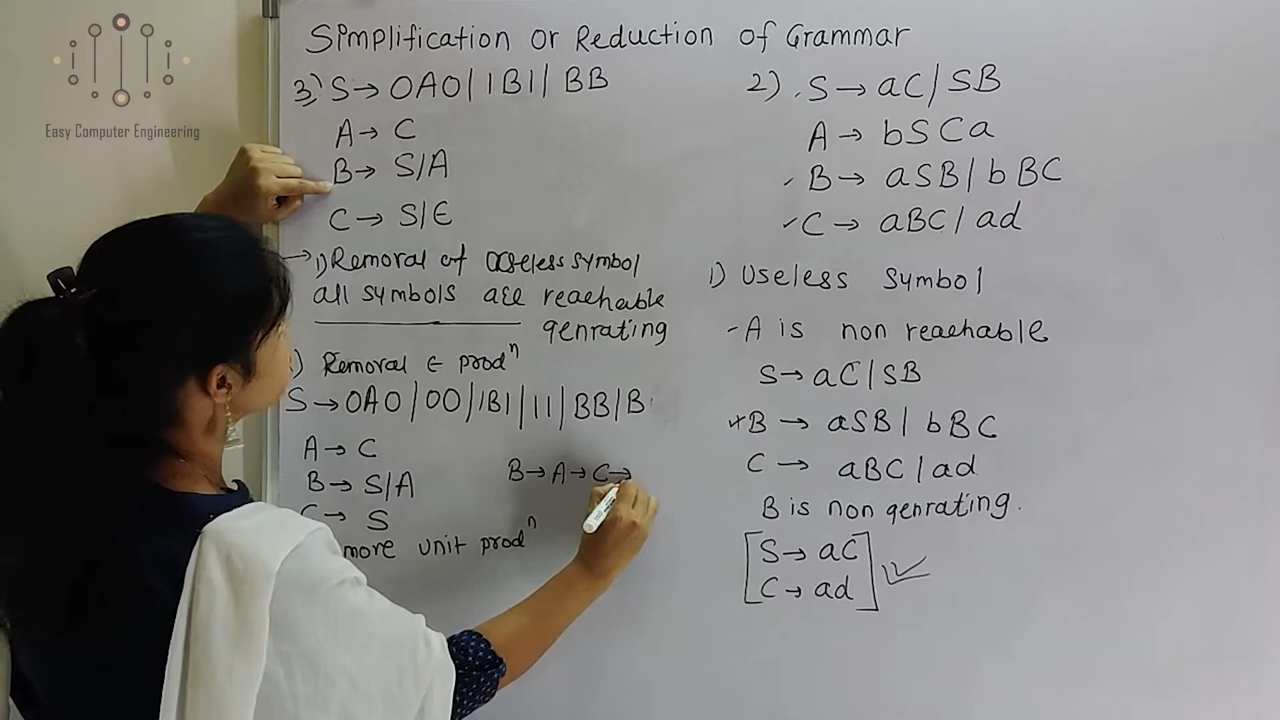 Easy Computer Engineering
Simplification or Reduction of Grammar
3) S → 0A0 | 1B1 | BB
A → C
B → S/A
C → S/Є
→ 1) Removal of useless symbol
all symbols are reachable
genrating
) Removal Є prodⁿ
S → 0A0 | 00 | 1B1 | 11 | BB | B
A → C
B → S/A
C → S
more unit prodⁿ
B → A → C →
2) S → aC / SB
A → bSCa
B → aSB / bBC
C → aBC / ad
1) Useless Symbol
- A is non reachable
S → aC | SB
B → aSB | bBC
C → aBC / ad
B is non genrating.
S → aC
C → ad